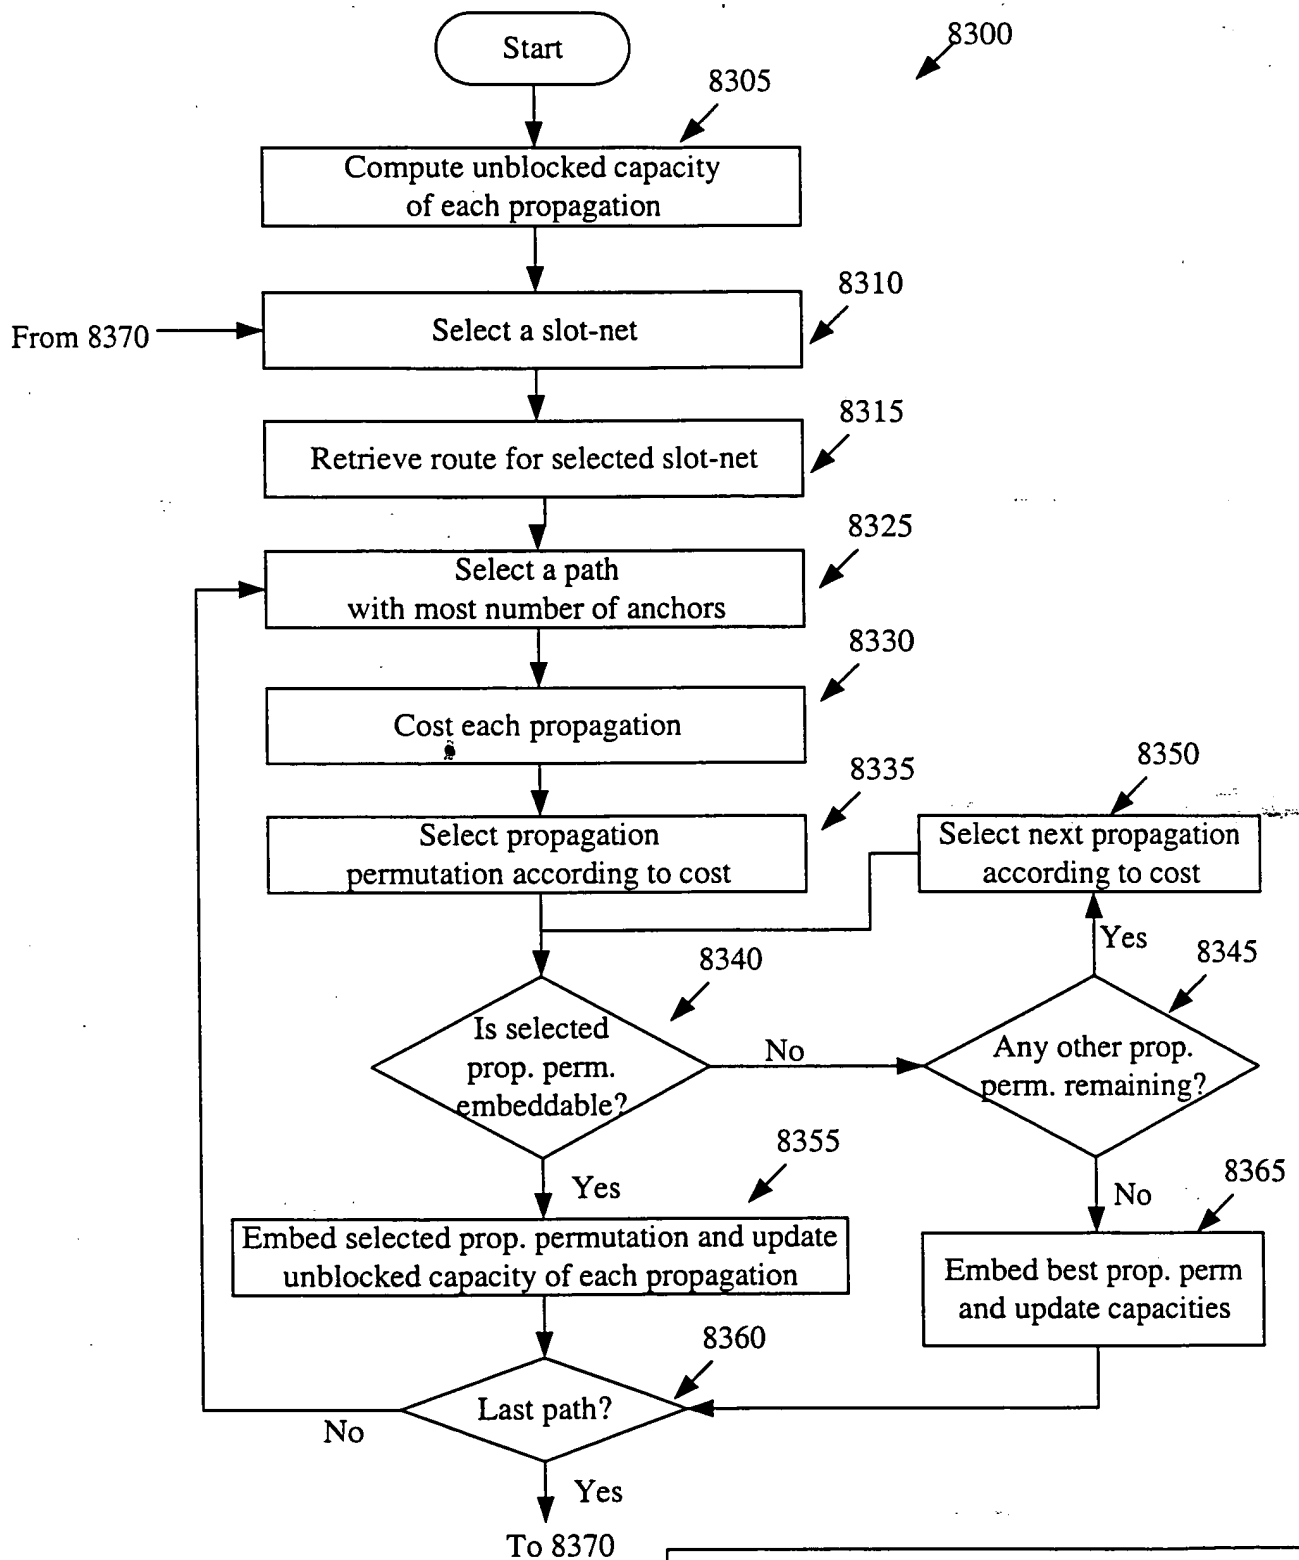 Start
8300
8305
Compute unblocked capacity
of each propagation
8310
From 8370
Select a slot-net
8315
Retrieve route for selected slot-net
8325
Select a path
with most number of anchors
8330
Cost each propagation
8335
8350
Select propagation
permutation according to cost
Select next propagation
according to cost
Yes
8340
8345
Is selected
prop. perm.
embeddable?
No
Any other prop.
perm. remaining?
8355
Yes
No
8365
Embed selected prop. permutation and update
unblocked capacity of each propagation
Embed best prop. perm
and update capacities
8360
Last path?
No
Yes
To 8370